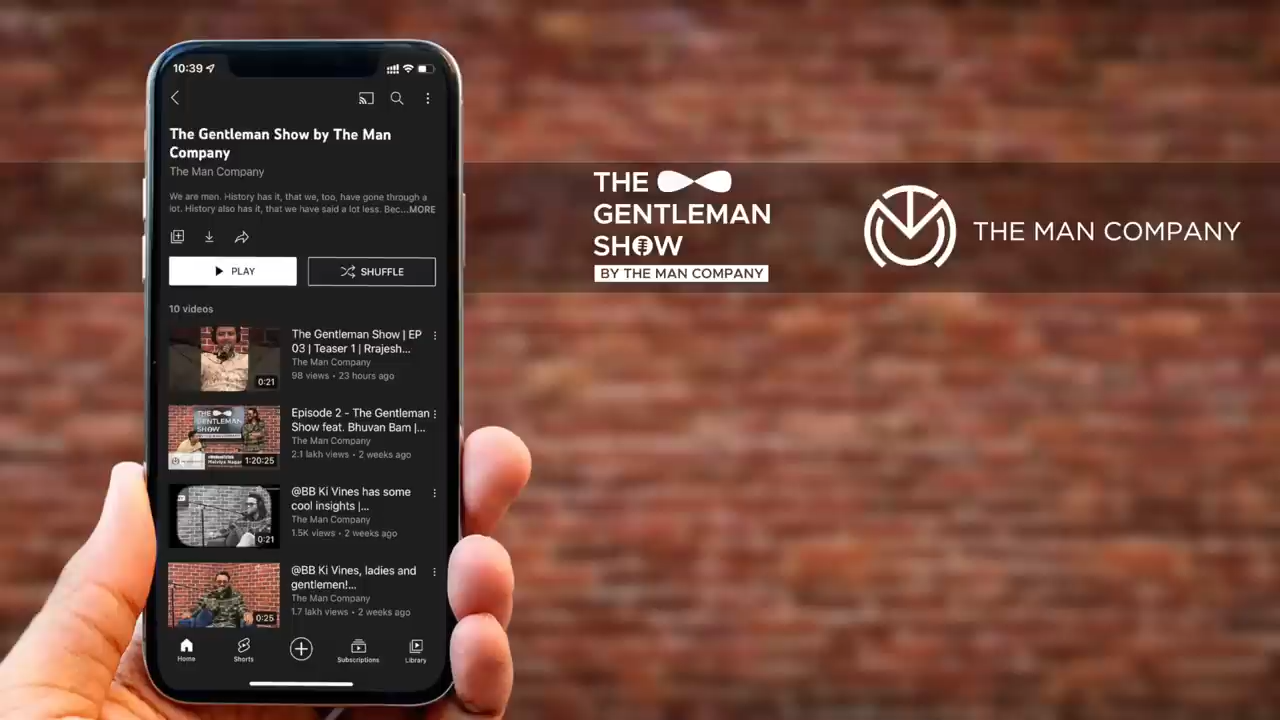 10:39
The Gentleman Show by The Man
Company
The Man Company
We are men. History has it, that we, too, have gone through a
lot. History also has it, that we have said a lot less. Bec...MORE
PLAY
SHUFFLE
10 videos
The Gentleman Show | EP
03 | Teaser 1 | Rrajesh...
The Man Company
98 views • 23 hours ago
0:21
Episode 2 - The Gentleman
Show feat. Bhuvan Bam |...
The Man Company
2.1 lakh views • 2 weeks ago
THE
GENTLEMAN
SHOW
1:20:25
@BB Ki Vines has some
cool insights |...
The Man Company
1.5K views • 2 weeks ago
0:21
@BB Ki Vines, ladies and
gentlemen!...
The Man Company
1.7 lakh views • 2 weeks ago
0:25
Home
Shorts
Subscriptions
Library
THE
GENTLEMAN
SHOW
BY THE MAN COMPANY
THE MAN COMPANY